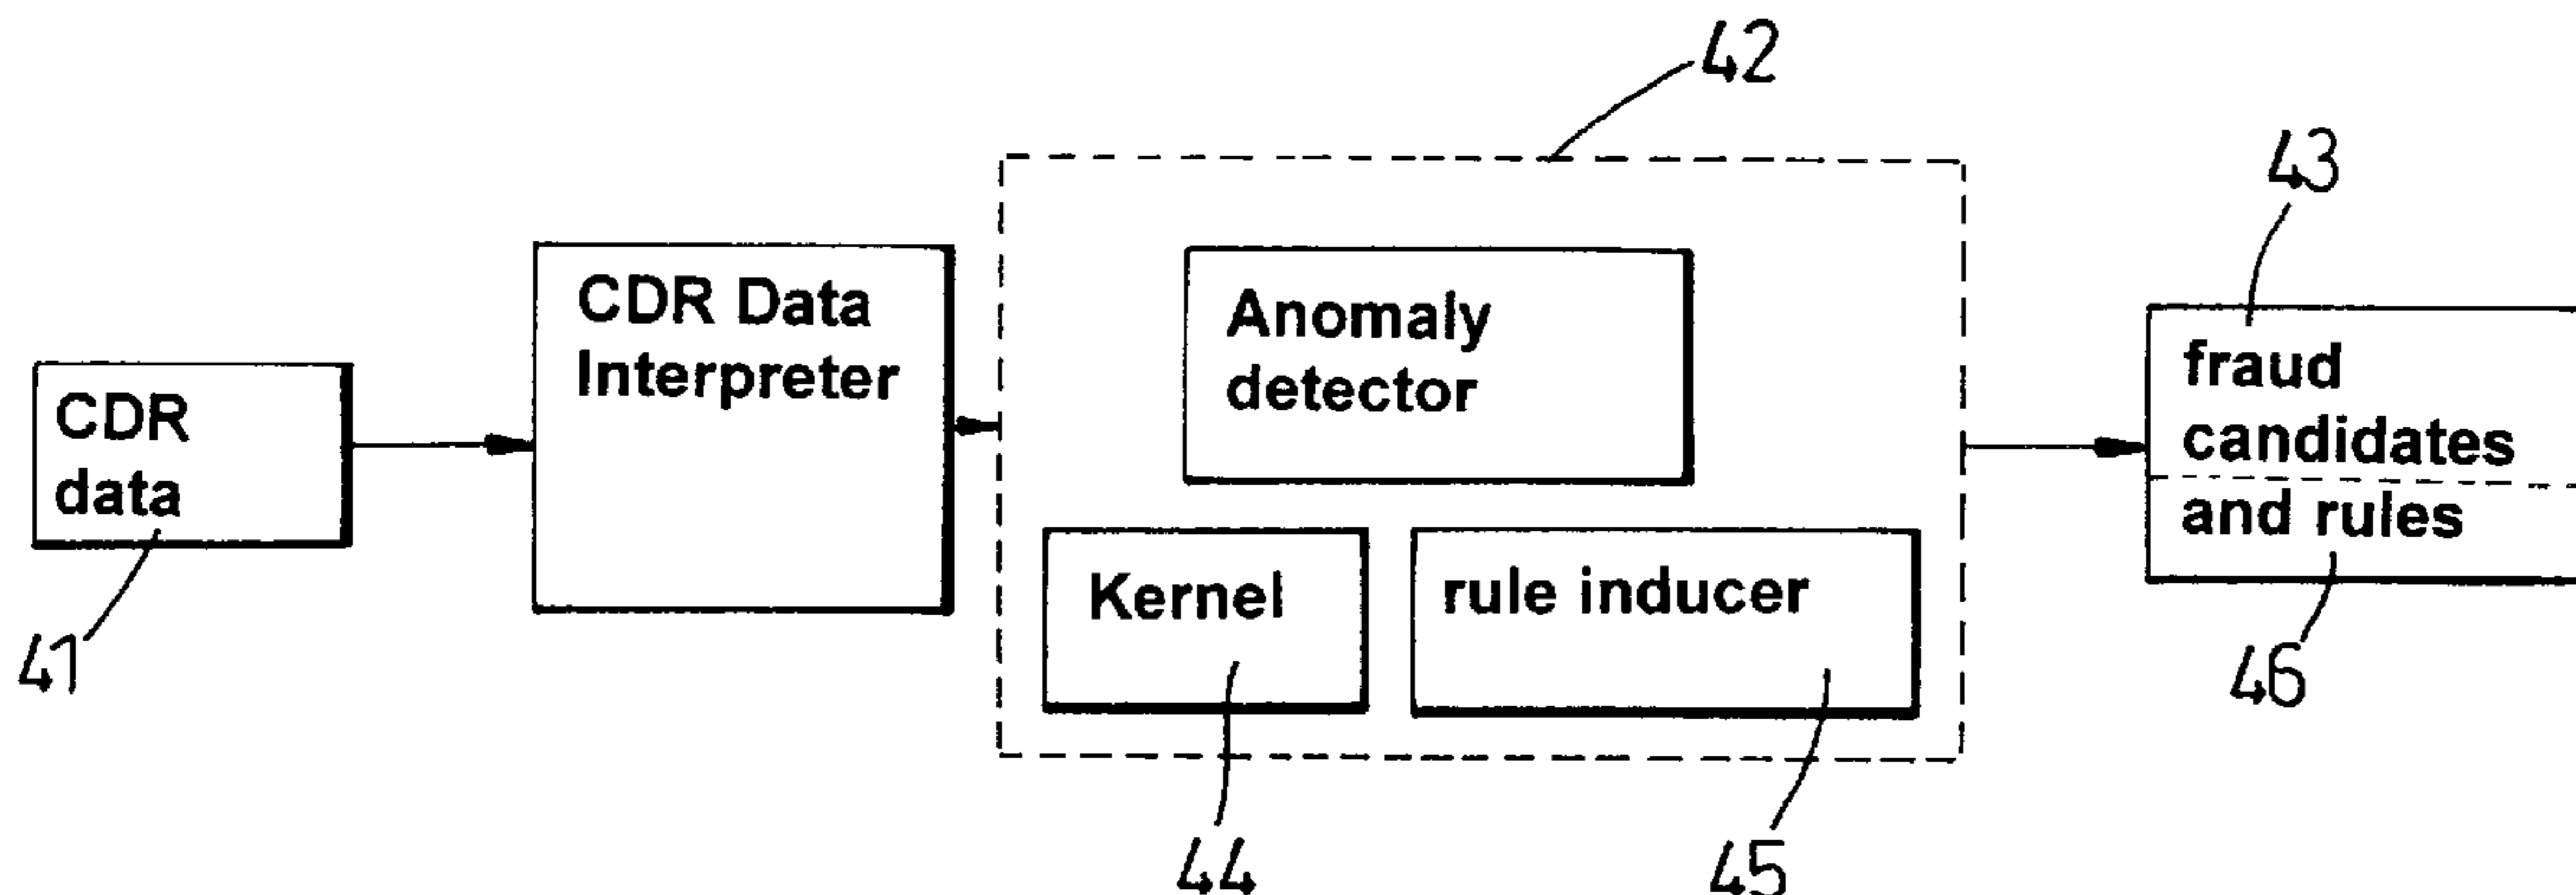 42
43
CDR Data
Interpreter
Anomaly
detector
fraud
candidates
and rules
CDR
data
Kernel
rule inducer
41
46
44
45